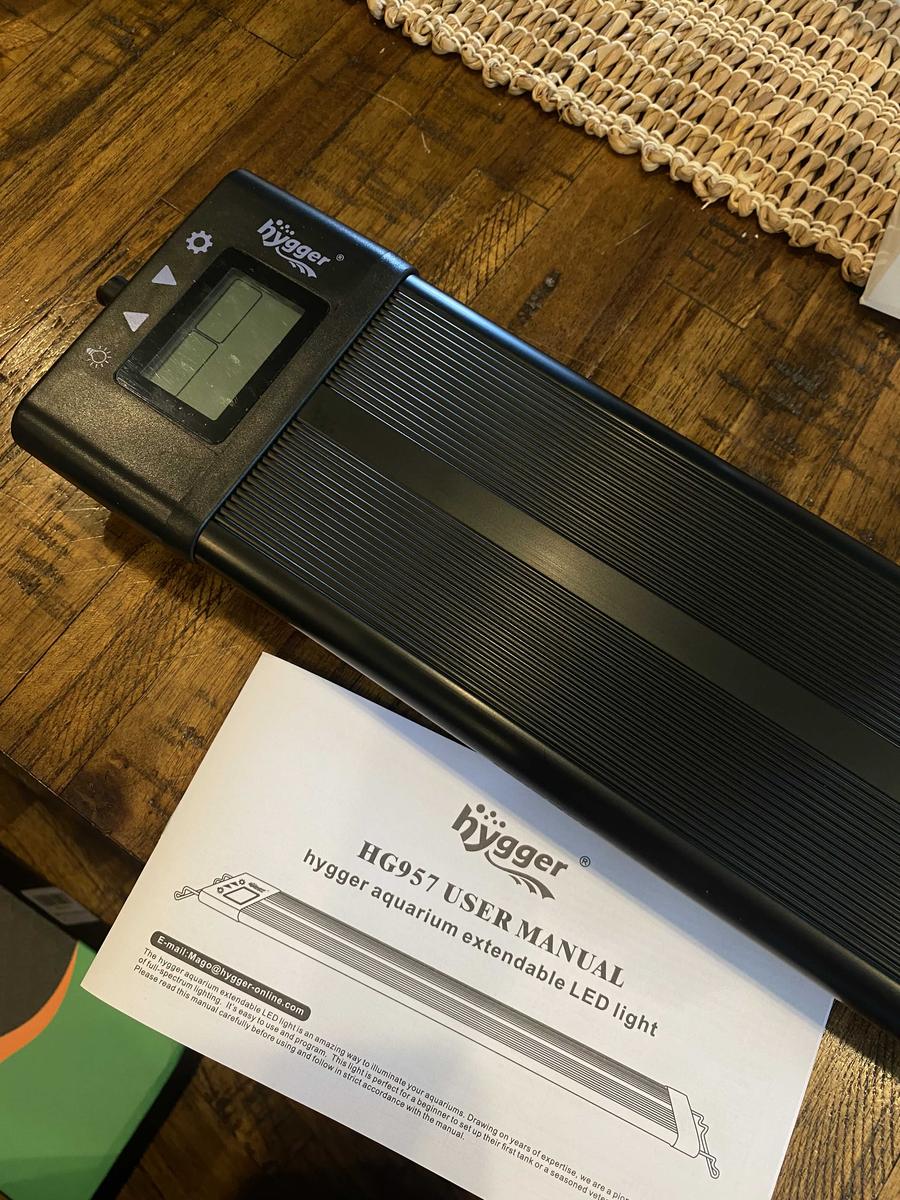 hygger ®
hygger ®
HG957 USER MANUAL
hygger aquarium extendable LED light
E-mail:Mago@hygger-online.com
The hygger aquarium extendable LED light is an amazing way to illuminate your aquariums. Drawing on years of expertise, we are a
of full-spectrum lighting. It's easy to use and program. This light is perfect for a beginner to set up their first tank or a seasoned
Please read this manual carefully before using and follow in strict accordance with the manual.